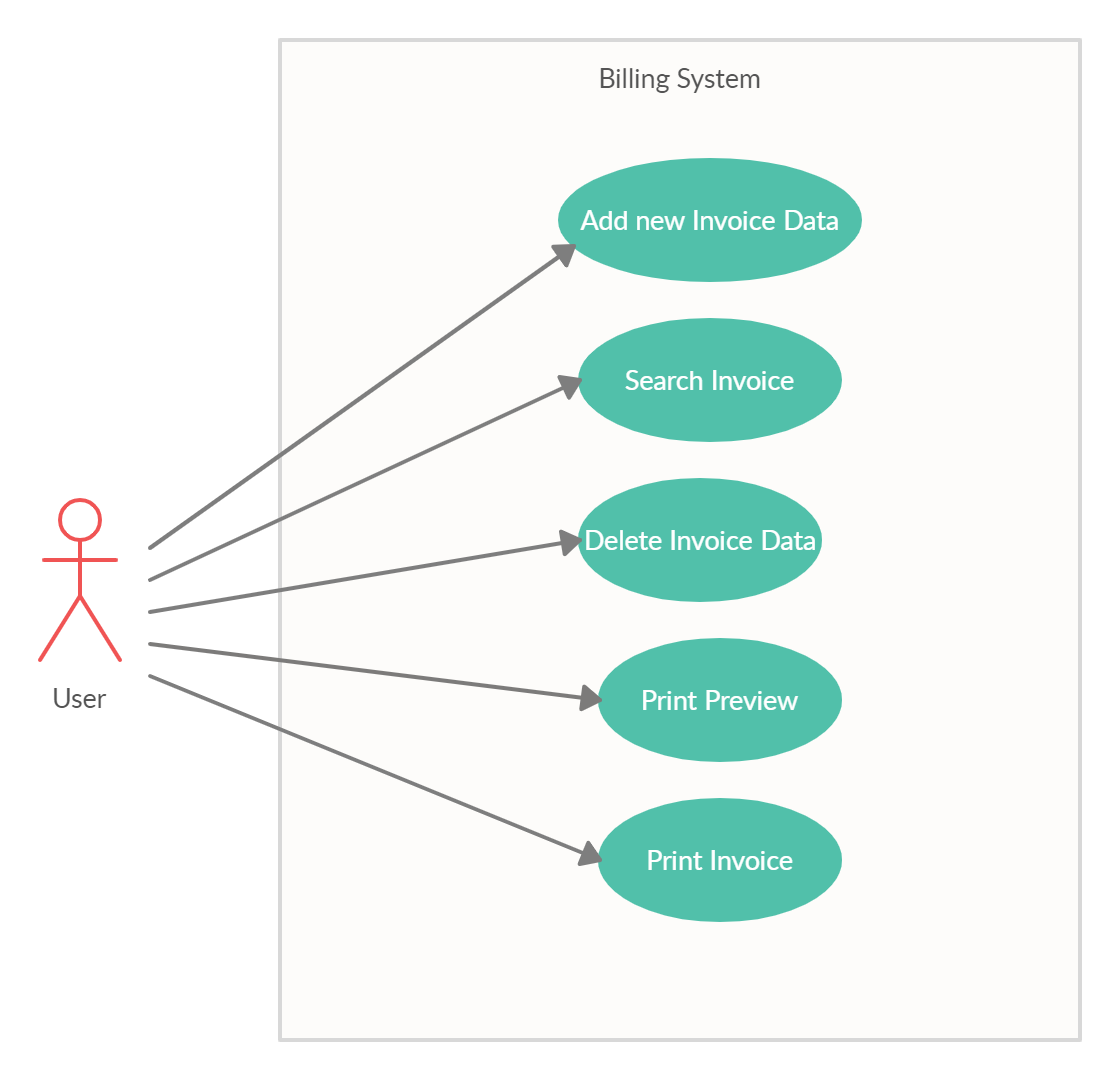 Billing System
Add new Invoice Data
Search Invoice
Delete Invoice Data
Print Preview
User
Print Invoice